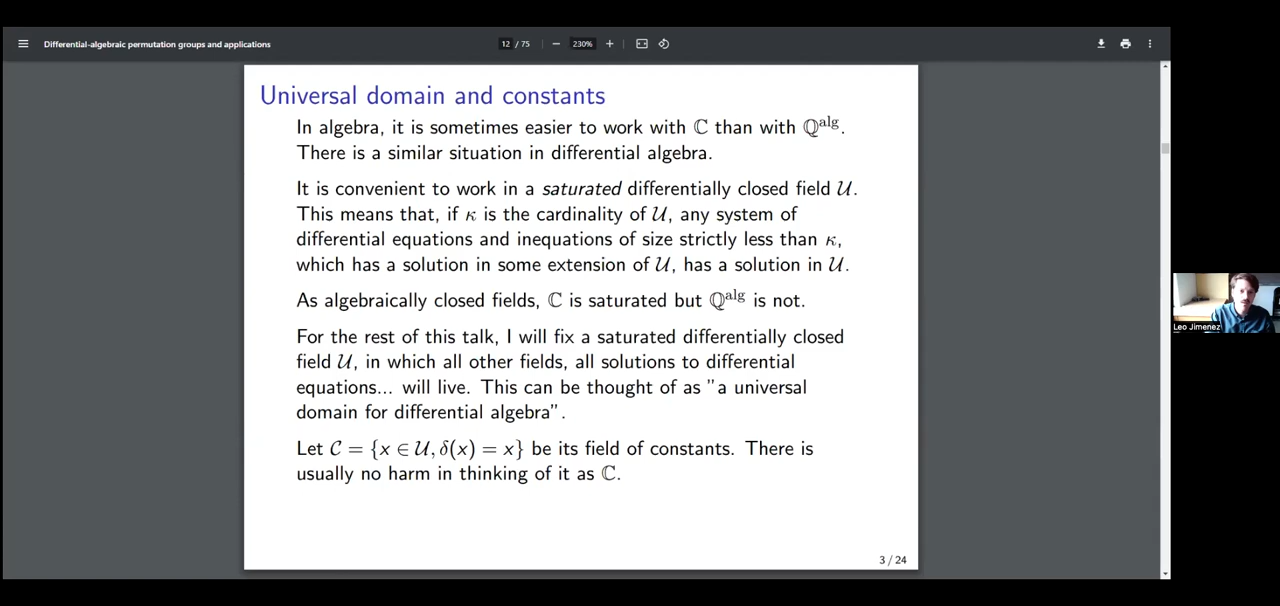 Differential-algebraic permutation groups and applications
12 / 75
230%
Universal domain and constants
In algebra, it is sometimes easier to work with ℂ than with ℚ^alg.
There is a similar situation in differential algebra.
It is convenient to work in a saturated differentially closed field 𝒰.
This means that, if κ is the cardinality of 𝒰, any system of
differential equations and inequations of size strictly less than κ,
which has a solution in some extension of 𝒰, has a solution in 𝒰.
As algebraically closed fields, ℂ is saturated but ℚ^alg is not.
For the rest of this talk, I will fix a saturated differentially closed
field 𝒰, in which all other fields, all solutions to differential
equations... will live. This can be thought of as "a universal
domain for differential algebra".
Let 𝒞 = {x ∈ 𝒰, δ(x) = x} be its field of constants. There is
usually no harm in thinking of it as ℂ.
3 / 24
Leo Jimenez